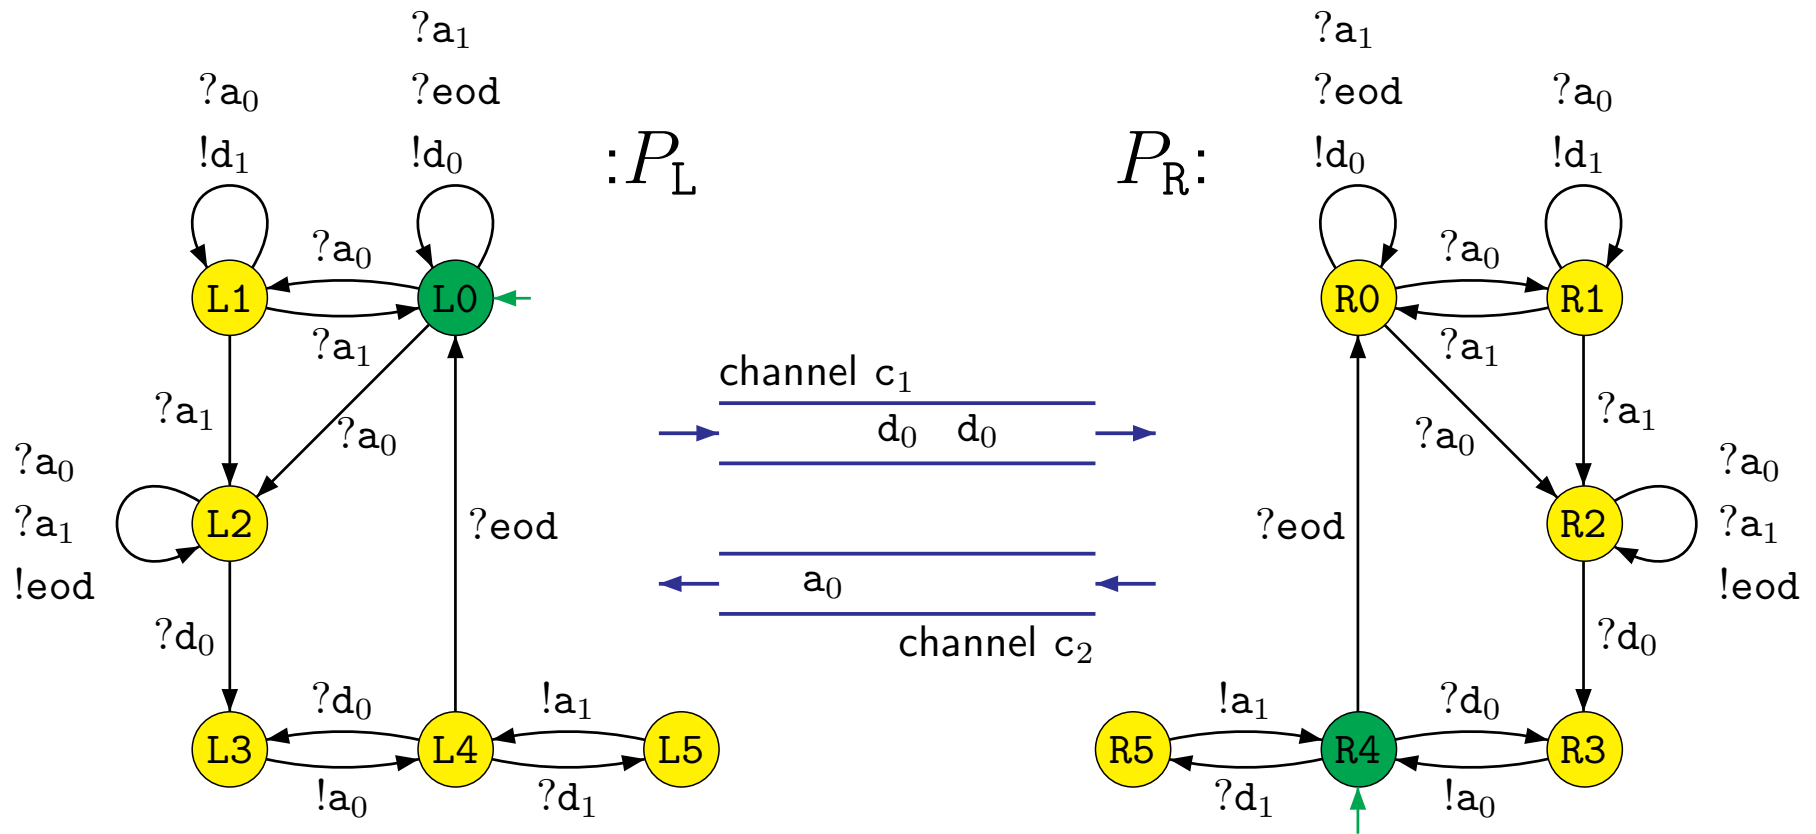 ?a₁
?a₁
?a₀
?eod
?eod
?a₀
!d₁
!d₀
:P_L
P_R:
!d₀
!d₁
?a₀
?a₀
L1
L0
R0
R1
?a₁
?a₁
channel c₁
?a₁
?a₀
d₀ d₀
?a₀
?a₁
?a₀
?a₀
?a₁
L2
?eod
?eod
R2
?a₁
!eod
a₀
!eod
?d₀
channel c₂
?d₀
?d₀
!a₁
!a₁
?d₀
L3
L4
L5
R5
R4
R3
!a₀
?d₁
?d₁
!a₀